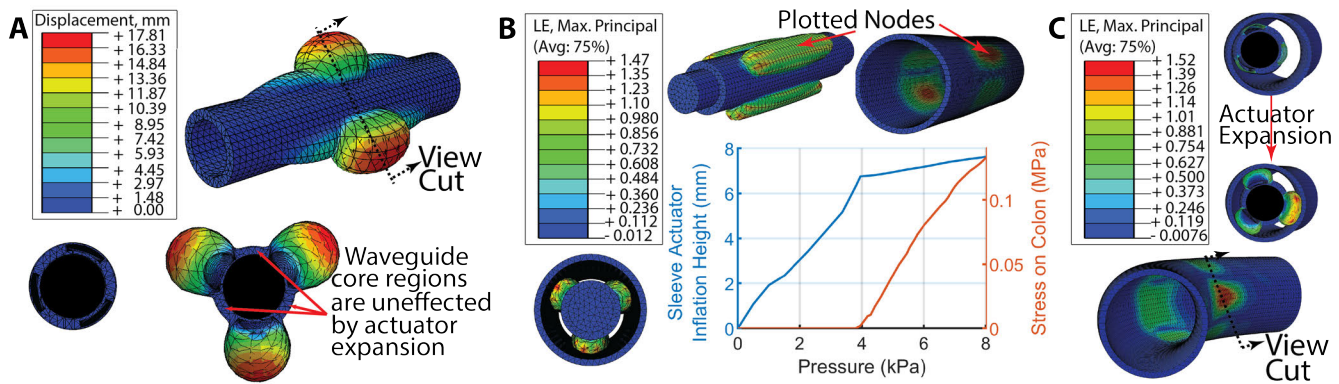 A
Displacement, mm
+ 17.81
+ 16.33
+ 14.84
+ 13.36
+ 11.87
+ 10.39
+ 8.95
+ 7.42
+ 5.93
+ 4.45
+ 2.97
+ 1.48
+ 0.00
View
Cut
Waveguide
core regions
are uneffected
by actuator
expansion
B
LE, Max. Principal
(Avg: 75%)
+ 1.47
+ 1.35
+ 1.23
+ 1.10
+ 0.980
+ 0.856
+ 0.732
+ 0.608
+ 0.484
+ 0.360
+ 0.236
+ 0.112
- 0.012
Plotted Nodes
Sleeve Actuator
Inflation Height (mm)
8
6
4
2
0
0 2 4 6 8
Pressure (kPa)
0.1
0.05
0
Stress on Colon (MPa)
C
LE, Max. Principal
(Avg: 75%)
+ 1.52
+ 1.39
+ 1.26
+ 1.14
+ 1.01
+ 0.881
+ 0.754
+ 0.627
+ 0.500
+ 0.373
+ 0.246
+ 0.119
- 0.0076
Actuator
Expansion
View
Cut